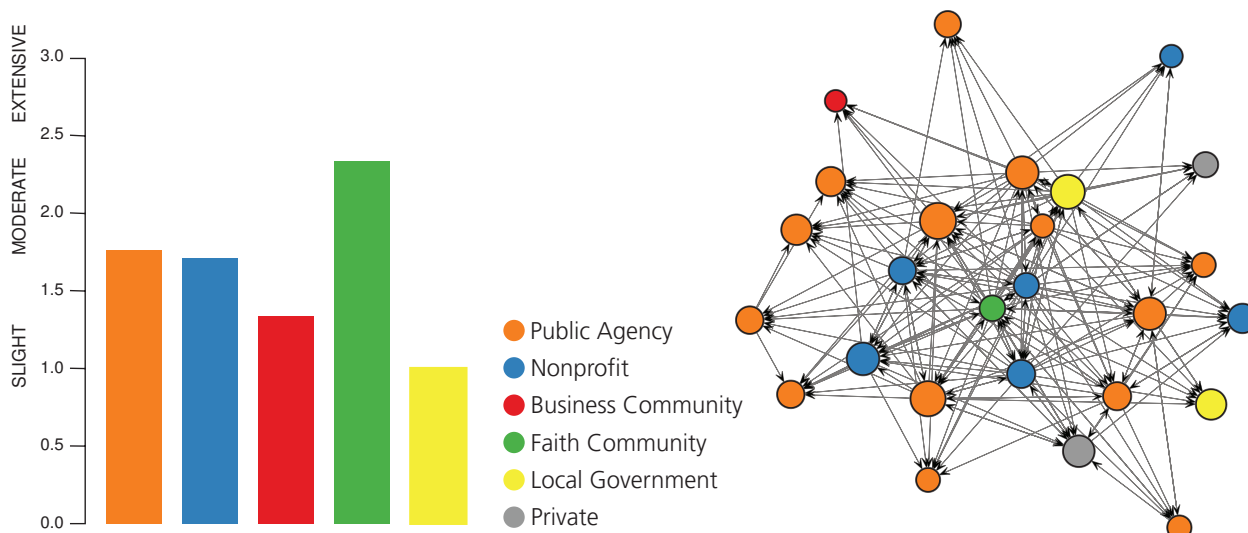 EXTENSIVE
MODERATE
SLIGHT
3.0
2.5
2.0
1.5
1.0
0.5
0.0
Public Agency
Nonprofit
Business Community
Faith Community
Local Government
Private